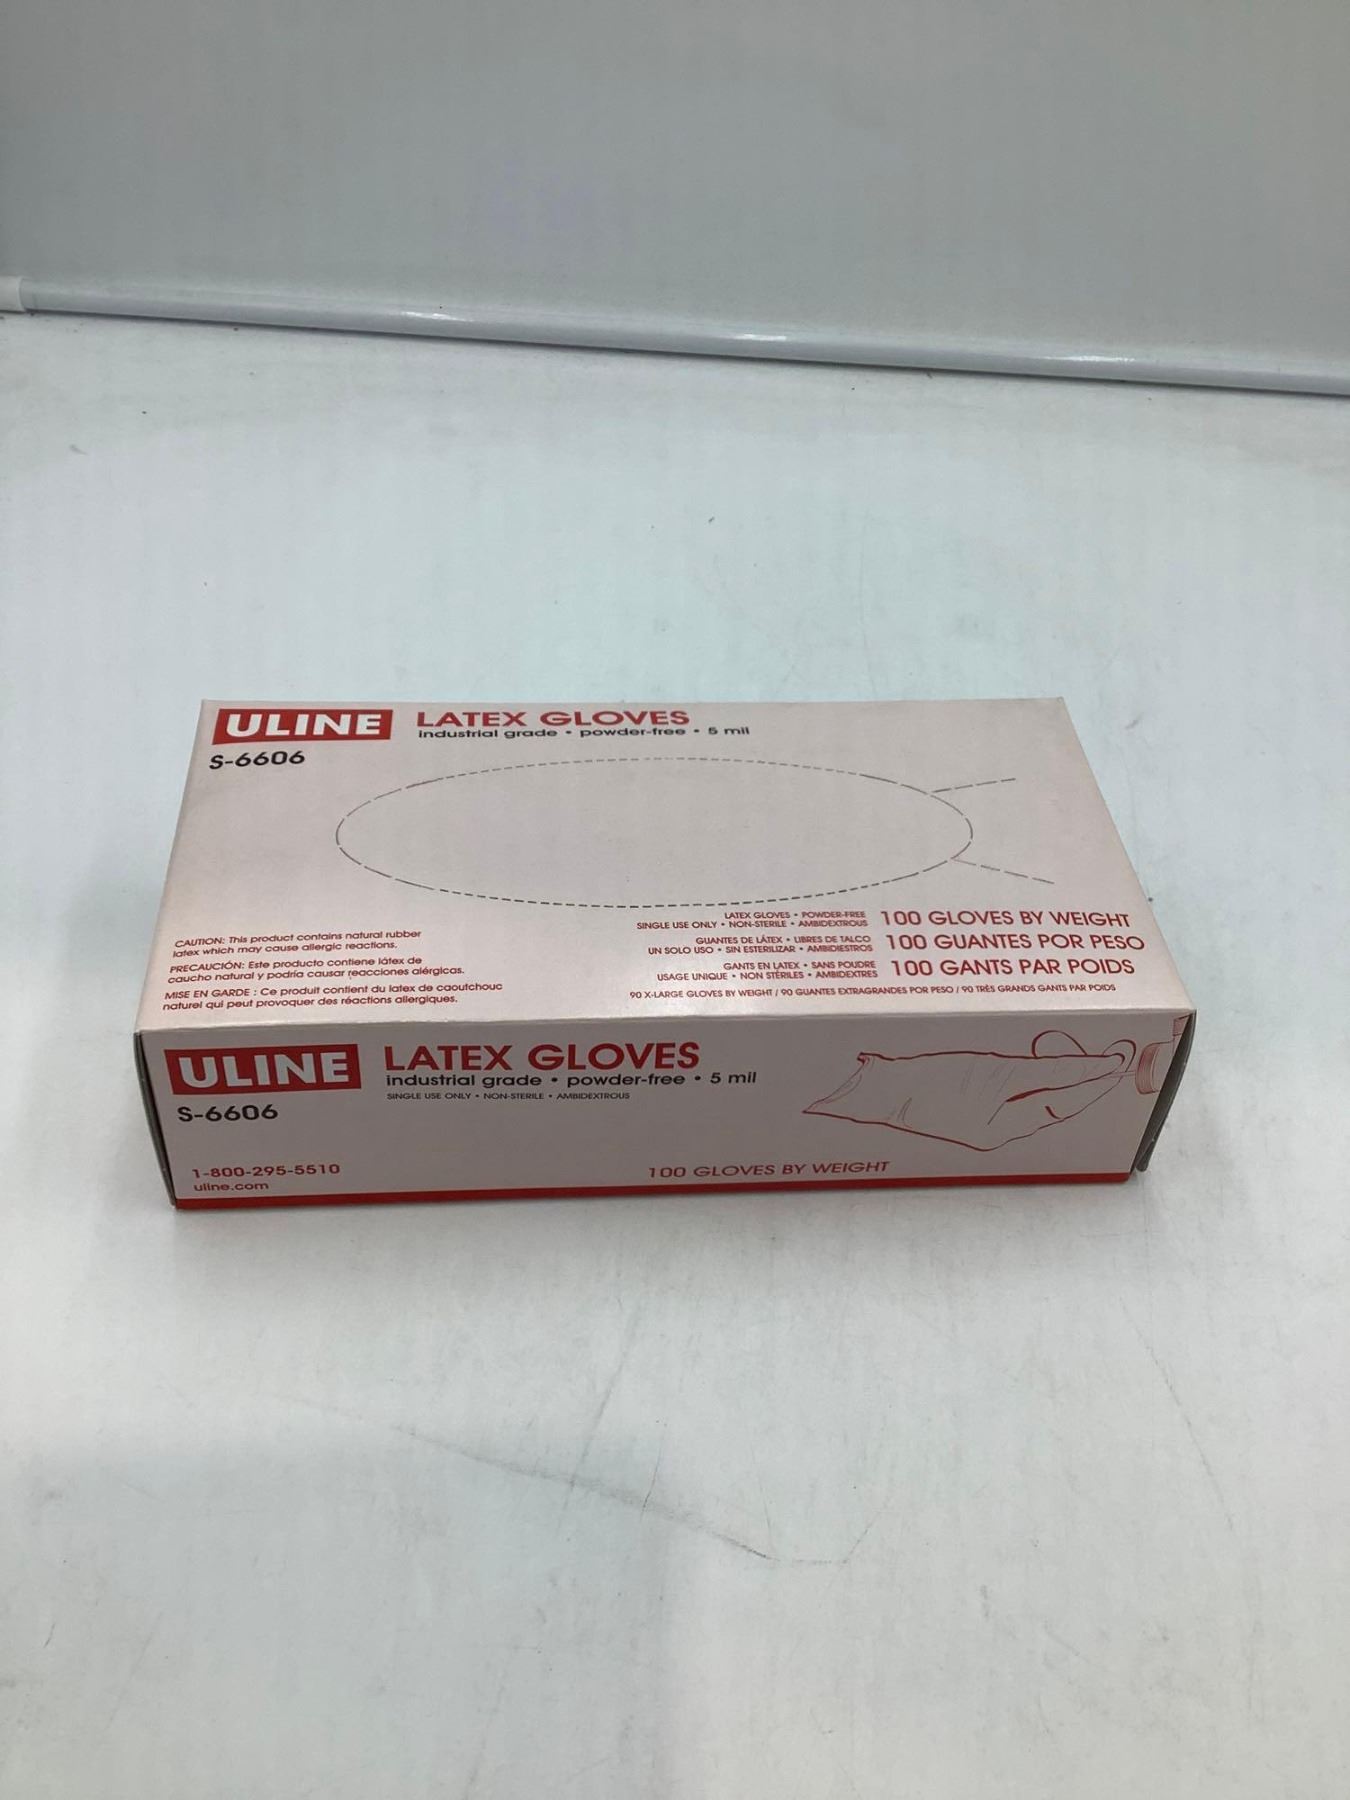 ULINE
LATEX GLOVES
industrial grade • powder-free • 5 mil
S-6606
CAUTION: This product contains natural rubber
latex which may cause allergic reactions.
PRECAUCIÓN: Este producto contiene látex de
caucho natural y podría causar reacciones alérgicas.
MISE EN GARDE : Ce produit contient du latex de caoutchouc
naturel qui peut provoquer des réactions allergiques.
LATEX GLOVES • POWDER-FREE
SINGLE USE ONLY • NON-STERILE • AMBIDEXTROUS
100 GLOVES BY WEIGHT
GUANTES DE LÁTEX • LIBRES DE TALCO
UN SOLO USO • SIN ESTERILIZAR • AMBIDIESTROS
100 GUANTES POR PESO
GANTS EN LATEX • SANS POUDRE
USAGE UNIQUE • NON STÉRILES • AMBIDEXTRES
100 GANTS PAR POIDS
90 X-LARGE GLOVES BY WEIGHT / 90 GUANTES EXTRAGRANDES POR PESO / 90 TRÈS GRANDS GANTS PAR POIDS
ULINE
LATEX GLOVES
industrial grade • powder-free • 5 mil
SINGLE USE ONLY • NON-STERILE • AMBIDEXTROUS
S-6606
1-800-295-5510
uline.com
100 GLOVES BY WEIGHT